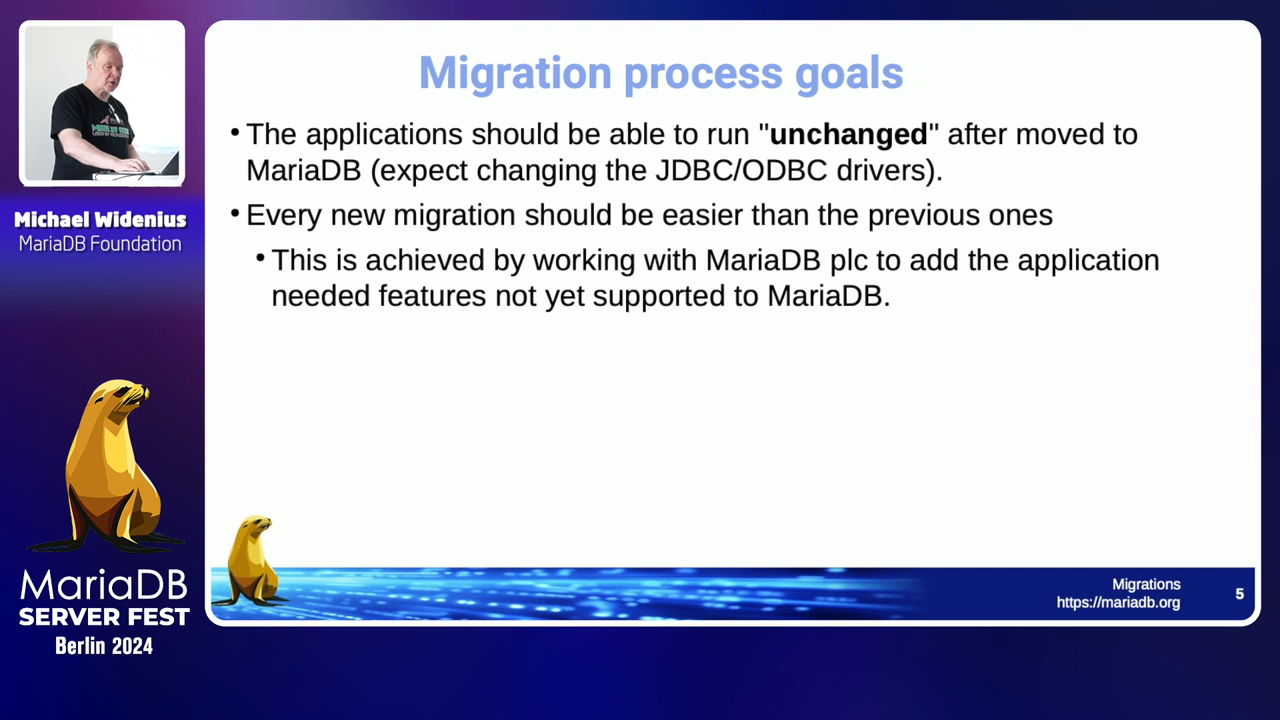 Migration process goals
• The applications should be able to run "unchanged" after moved to
MariaDB (expect changing the JDBC/ODBC drivers).
• Every new migration should be easier than the previous ones
• This is achieved by working with MariaDB plc to add the application
needed features not yet supported to MariaDB.
Michael Widenius
MariaDB Foundation
MariaDB
SERVER FEST
Berlin 2024
Migrations
https://mariadb.org
5